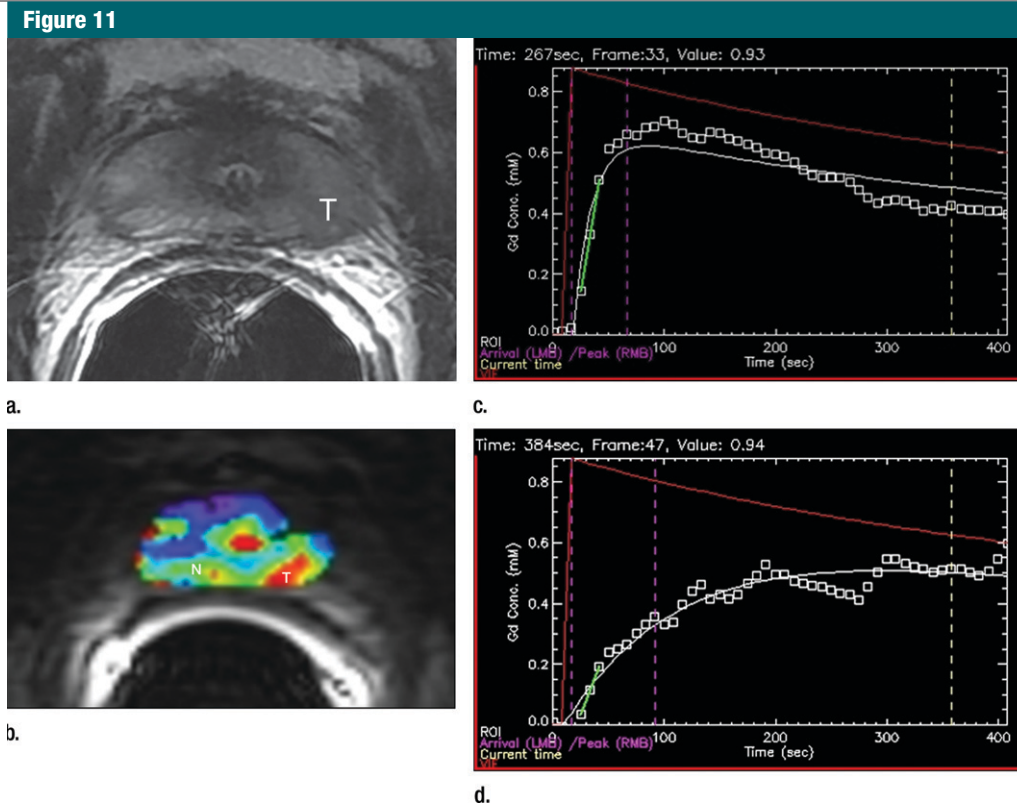 Figure 11
T
a.
Time: 267sec, Frame:33, Value: 0.93
Gd Conc. {mM}
0.8
0.6
0.4
0.2
0.0
0
100
200
300
400
Time (sec)
ROI
Arrival (LMB) /Peak (RMB)
Current time
VIF
c.
N
T
b.
Time: 384sec, Frame:47, Value: 0.94
Gd Conc. {mM}
0.8
0.6
0.4
0.2
0.0
0
100
200
300
400
Time (sec)
ROI
Arrival (LMB) /Peak (RMB)
Current time
VIF
d.